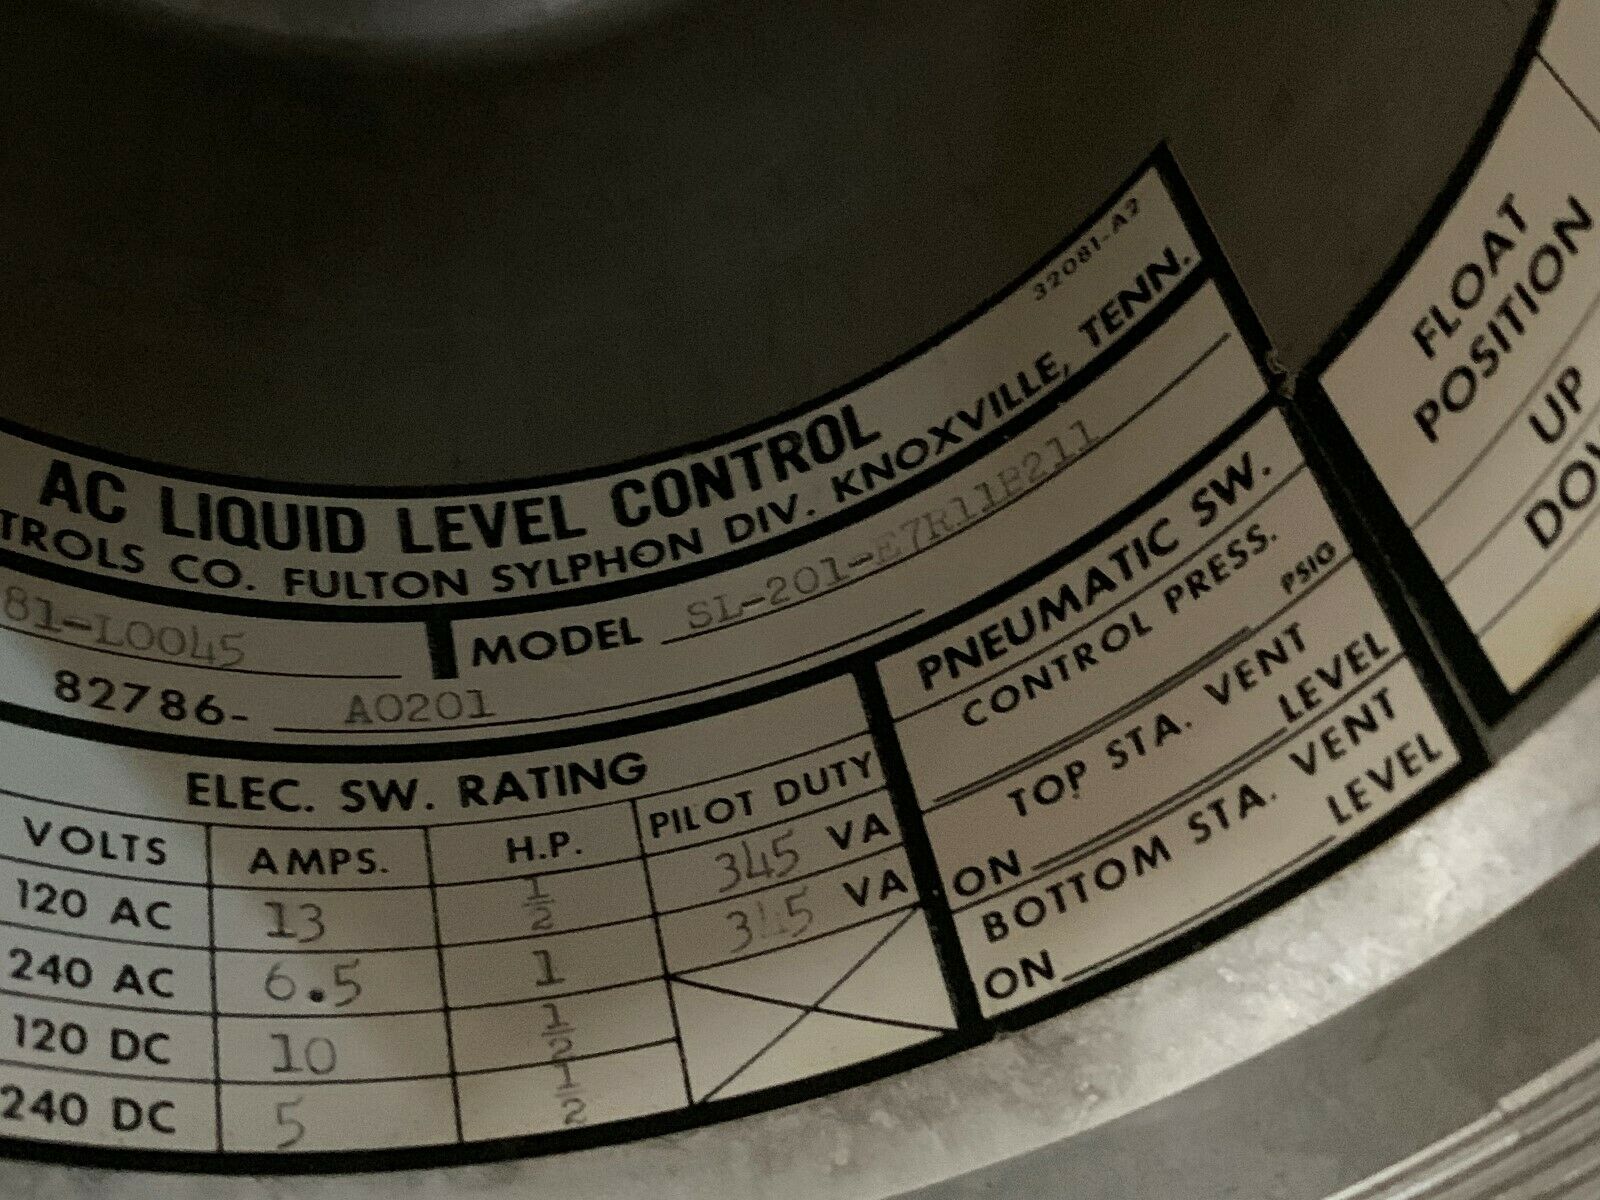 32081-A2
AC LIQUID LEVEL CONTROL
TROLS CO. FULTON SYLPHON DIV. KNOXVILLE, TENN.
81-L0045
MODEL SL-201-E7R11B211
82786- A0201
ELEC. SW. RATING
VOLTS AMPS. H.P. PILOT DUTY
120 AC 13 1/2 345 VA
240 AC 6.5 1 345 VA
120 DC 10 1/2
240 DC 5 1/2
PNEUMATIC SW.
CONTROL PRESS.
PSIG
TOP STA. VENT
ON LEVEL
BOTTOM STA. VENT
ON LEVEL
FLOAT
POSITION
UP
DOW